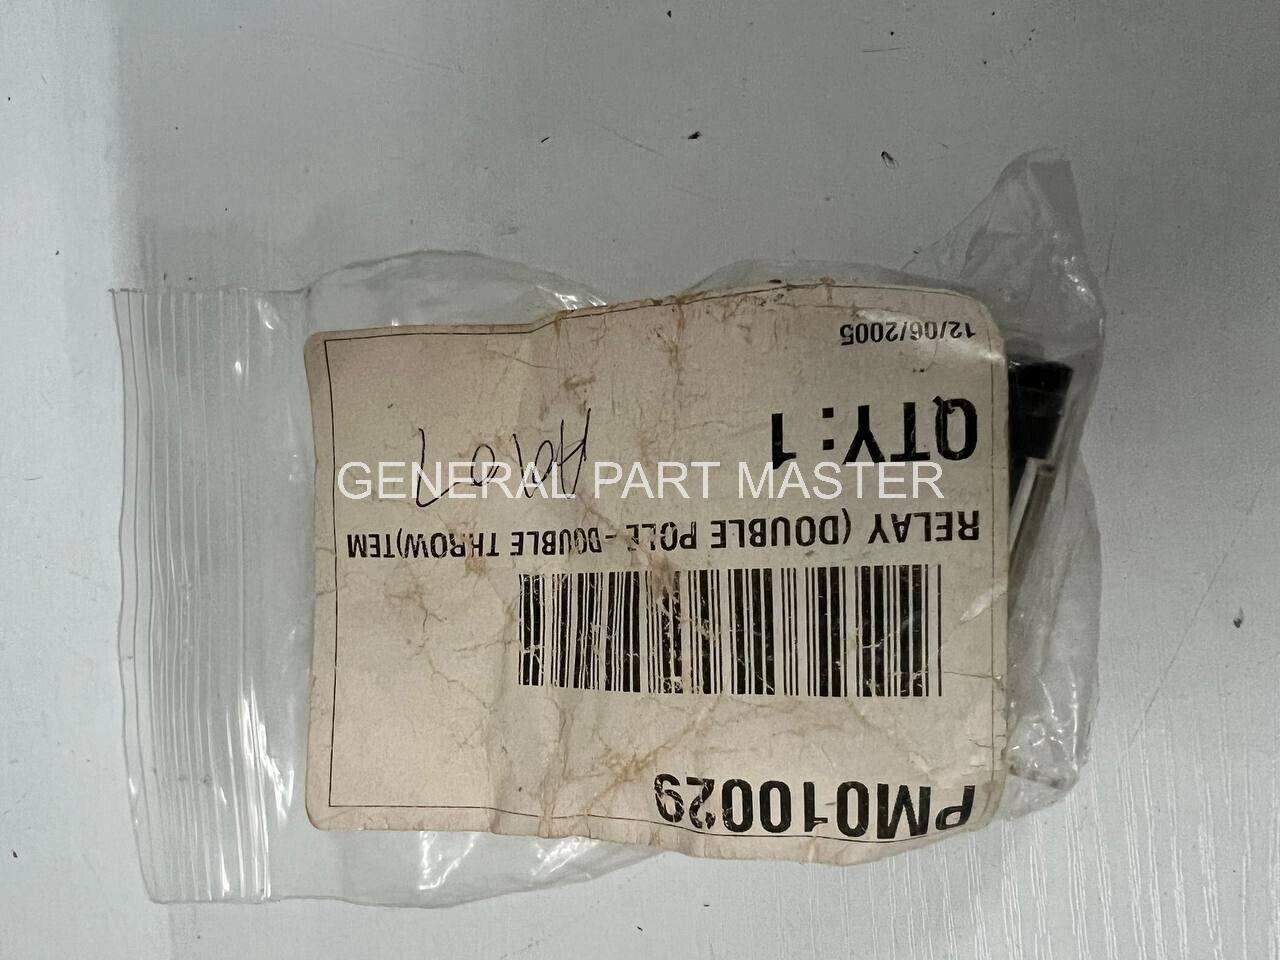 PM010029
RELAY (DOUBLE POLE - DOUBLE THROW)TEM
QTY: 1
12/06/2005
GENERAL PART MASTER